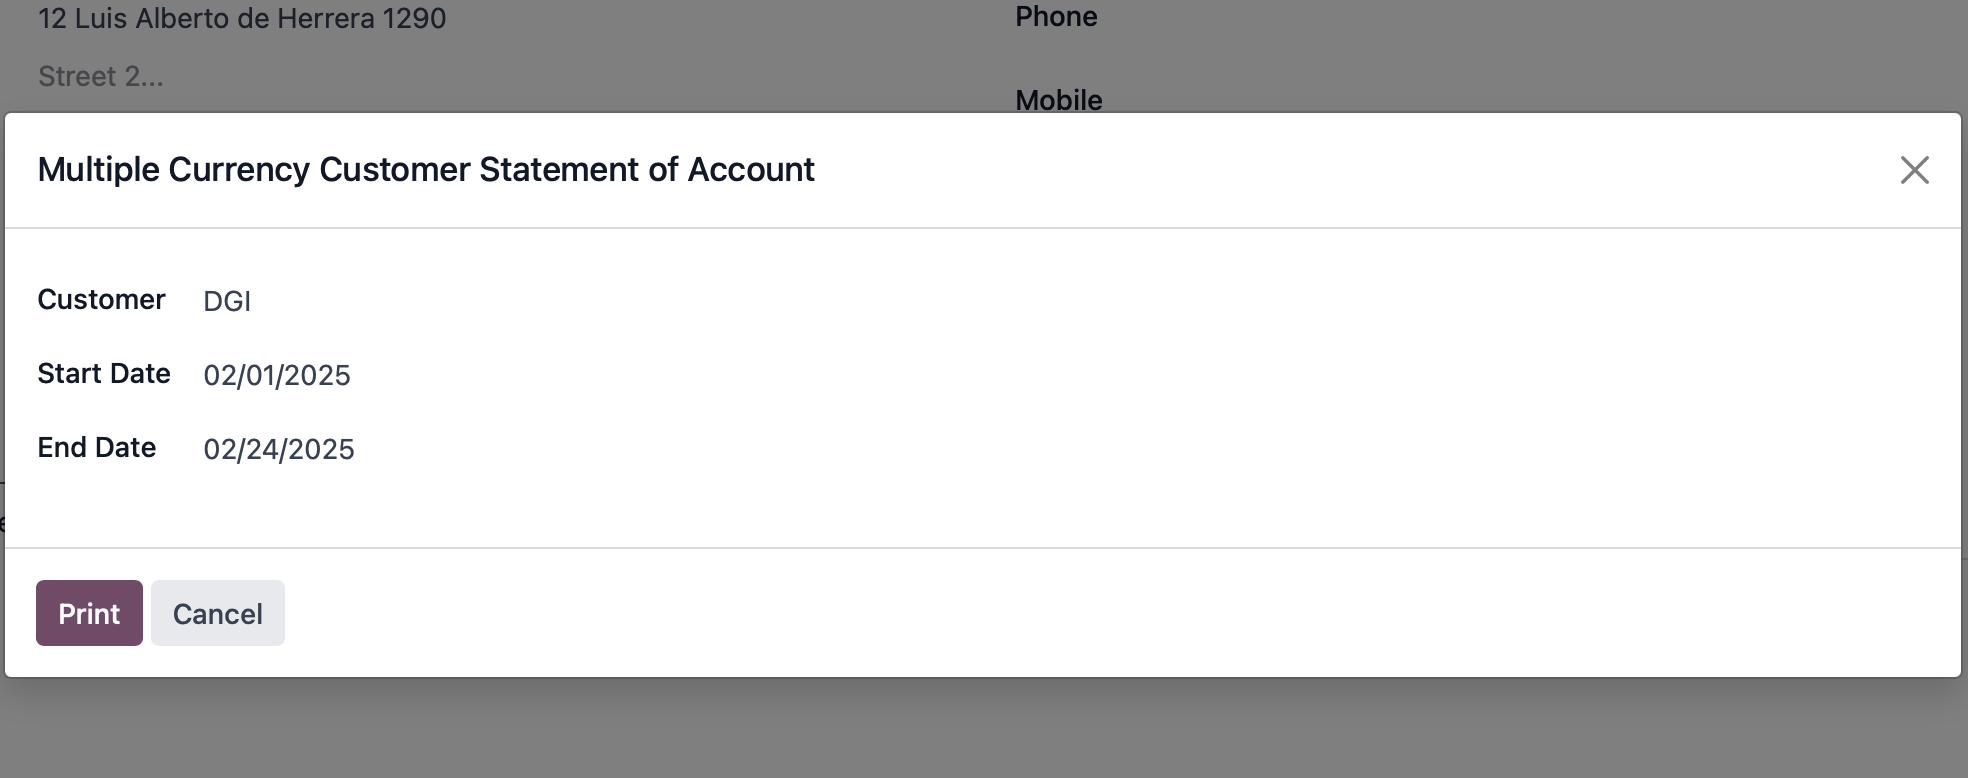 12 Luis Alberto de Herrera 1290
Phone
Street 2...
Mobile
Multiple Currency Customer Statement of Account
Customer DGI
Start Date 02/01/2025
End Date 02/24/2025
Print Cancel